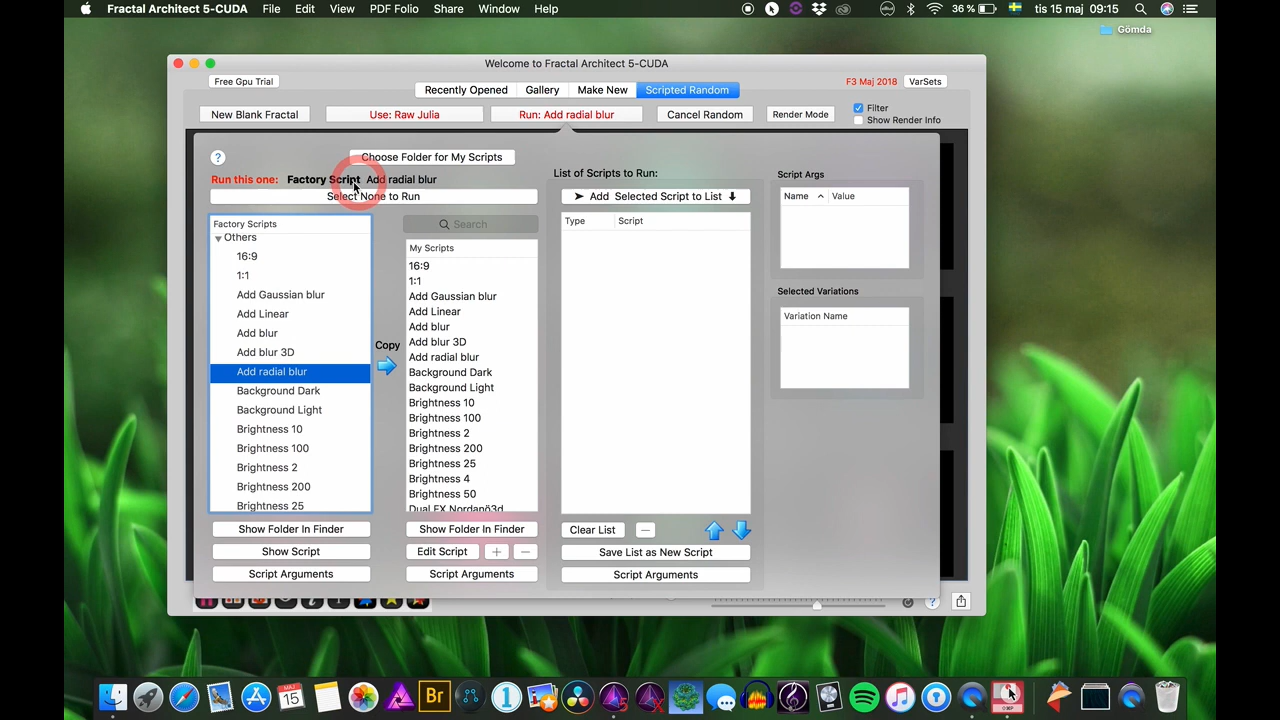 Fractal Architect 5-CUDA File Edit View PDF Folio Share Window Help 36 % tis 15 maj 09:15
Gömda
Welcome to Fractal Architect 5-CUDA
Free Gpu Trial
F3 Maj 2018 VarSets
Recently Opened Gallery Make New Scripted Random
New Blank Fractal Use: Raw Julia Run: Add radial blur Cancel Random Render Mode
Filter
Show Render Info
? Choose Folder for My Scripts
Run this one: Factory Script Add radial blur
Select None to Run
Factory Scripts
Others
16:9
1:1
Add Gaussian blur
Add Linear
Add blur
Add blur 3D
Add radial blur
Background Dark
Background Light
Brightness 10
Brightness 100
Brightness 2
Brightness 200
Brightness 25
Show Folder In Finder
Show Script
Script Arguments
Copy
Search
My Scripts
16:9
1:1
Add Gaussian blur
Add Linear
Add blur
Add blur 3D
Add radial blur
Background Dark
Background Light
Brightness 10
Brightness 100
Brightness 2
Brightness 200
Brightness 25
Brightness 4
Brightness 50
Dual FX Nordanö3d
Show Folder In Finder
Edit Script + −
Script Arguments
List of Scripts to Run:
➤ Add Selected Script to List ⬇
Type Script
Clear List −
Save List as New Script
Script Arguments
Script Args
Name Value
Selected Variations
Variation Name
?
MAJ
15
Br
1